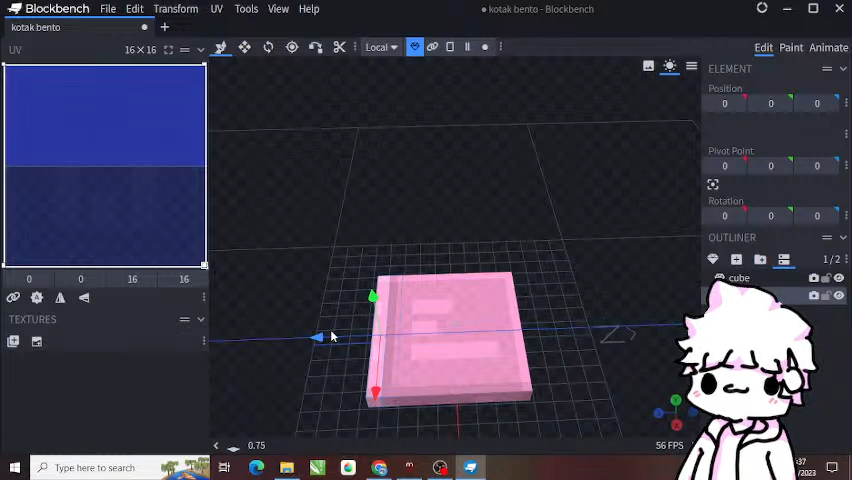 Blockbench File Edit Transform UV Tools View Help
kotak bento - Blockbench
kotak bento
UV 16×16
Local
Edit Paint Animate
ELEMENT
Position
0 0 0
Pivot Point
0 0 0
Rotation
0 0 0
OUTLINER
1/2
cube
0 0 16 16
TEXTURES
Z
0.75
56 FPS
Y
Type here to search
:37
/2023